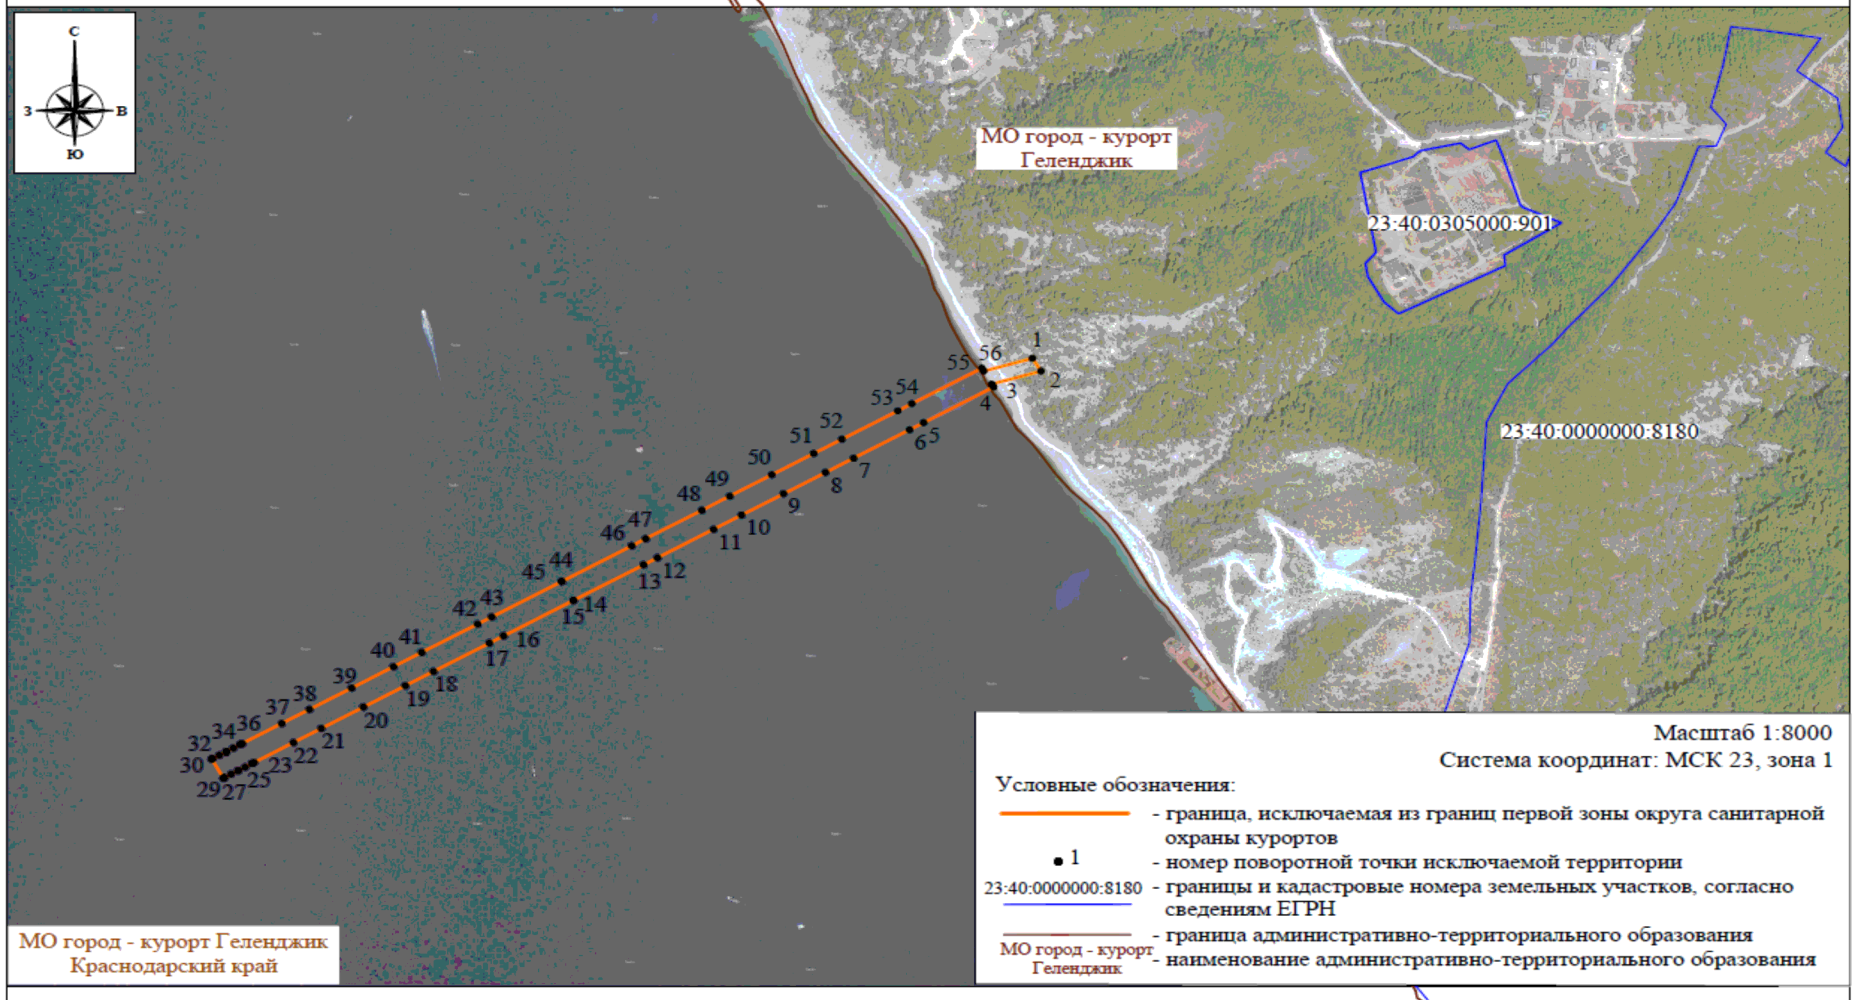 С
З
В
Ю
МО город - курорт
Геленджик
23:40:0305000:901
23:40:0000000:8180
1
2
3
4
56
55
54
53
5
6
52
7
51
8
50
9
49
10
48
11
47
46
12
13
44
45
14
15
43
42
16
17
41
40
18
19
39
20
38
37
21
22
36
34
32
30
23
25
27
29
МО город - курорт Геленджик
Краснодарский край
Масштаб 1:8000
Система координат: МСК 23, зона 1
Условные обозначения:
- граница, исключаемая из границ первой зоны округа санитарной
охраны курортов
1
- номер поворотной точки исключаемой территории
23:40:0000000:8180
- границы и кадастровые номера земельных участков, согласно
сведениям ЕГРН
- граница административно-территориального образования
МО город - курорт
Геленджик
- наименование административно-территориального образования